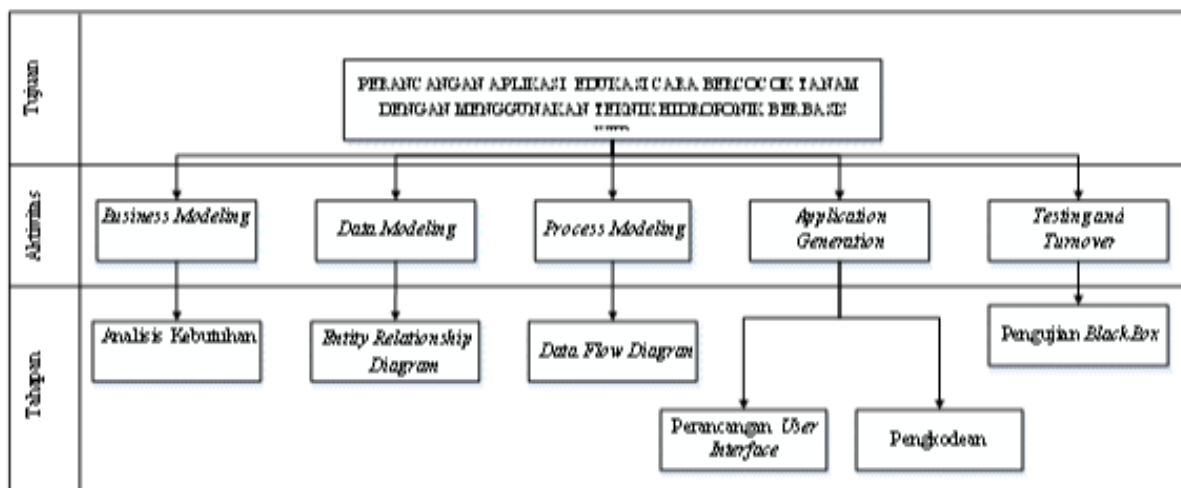 Tujuan
PERANCANGAN APLIKASI EDUKASI CARA BERCOCOK TANAM
DENGAN MENGGUNAKAN TEKNIK HIDROPONIK BERBASIS
Aktivitas
Business Modeling
Data Modeling
Process Modeling
Application
Generation
Testing and
Turnover
Tahapan
Analisis Kebutuhan
Entity Relationship
Diagram
Data Flow Diagram
Perancangan User
Interface
Pengkodean
Pengujian Black Box